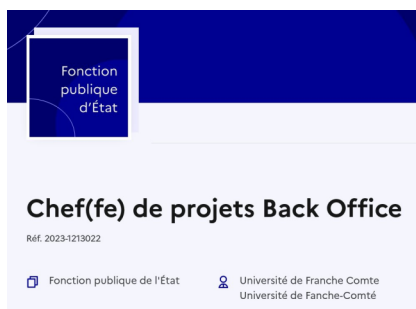 Fonction
publique
d'État
Chef(fe) de projets Back Office
Réf. 2023-1213022
Fonction publique de l'État
Université de Franche Comte
Université de Fanche-Comté